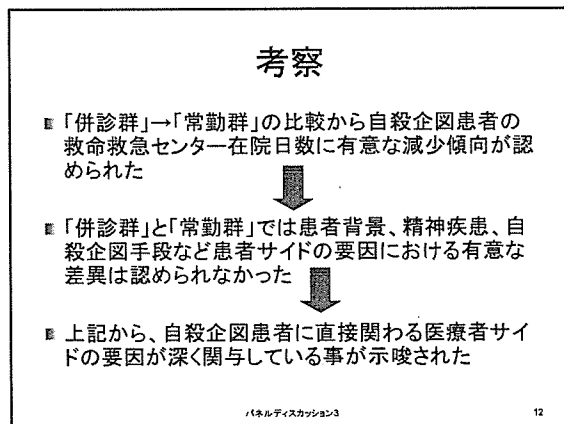 考察
「併診群」→「常勤群」の比較から自殺企図患者の
救命救急センター在院日数に有意な減少傾向が認
められた
「併診群」と「常勤群」では患者背景、精神疾患、自
殺企図手段など患者サイドの要因における有意な
差異は認められなかった
上記から、自殺企図患者に直接関わる医療者サイ
ドの要因が深く関与している事が示唆された
パネルディスカッション3
12